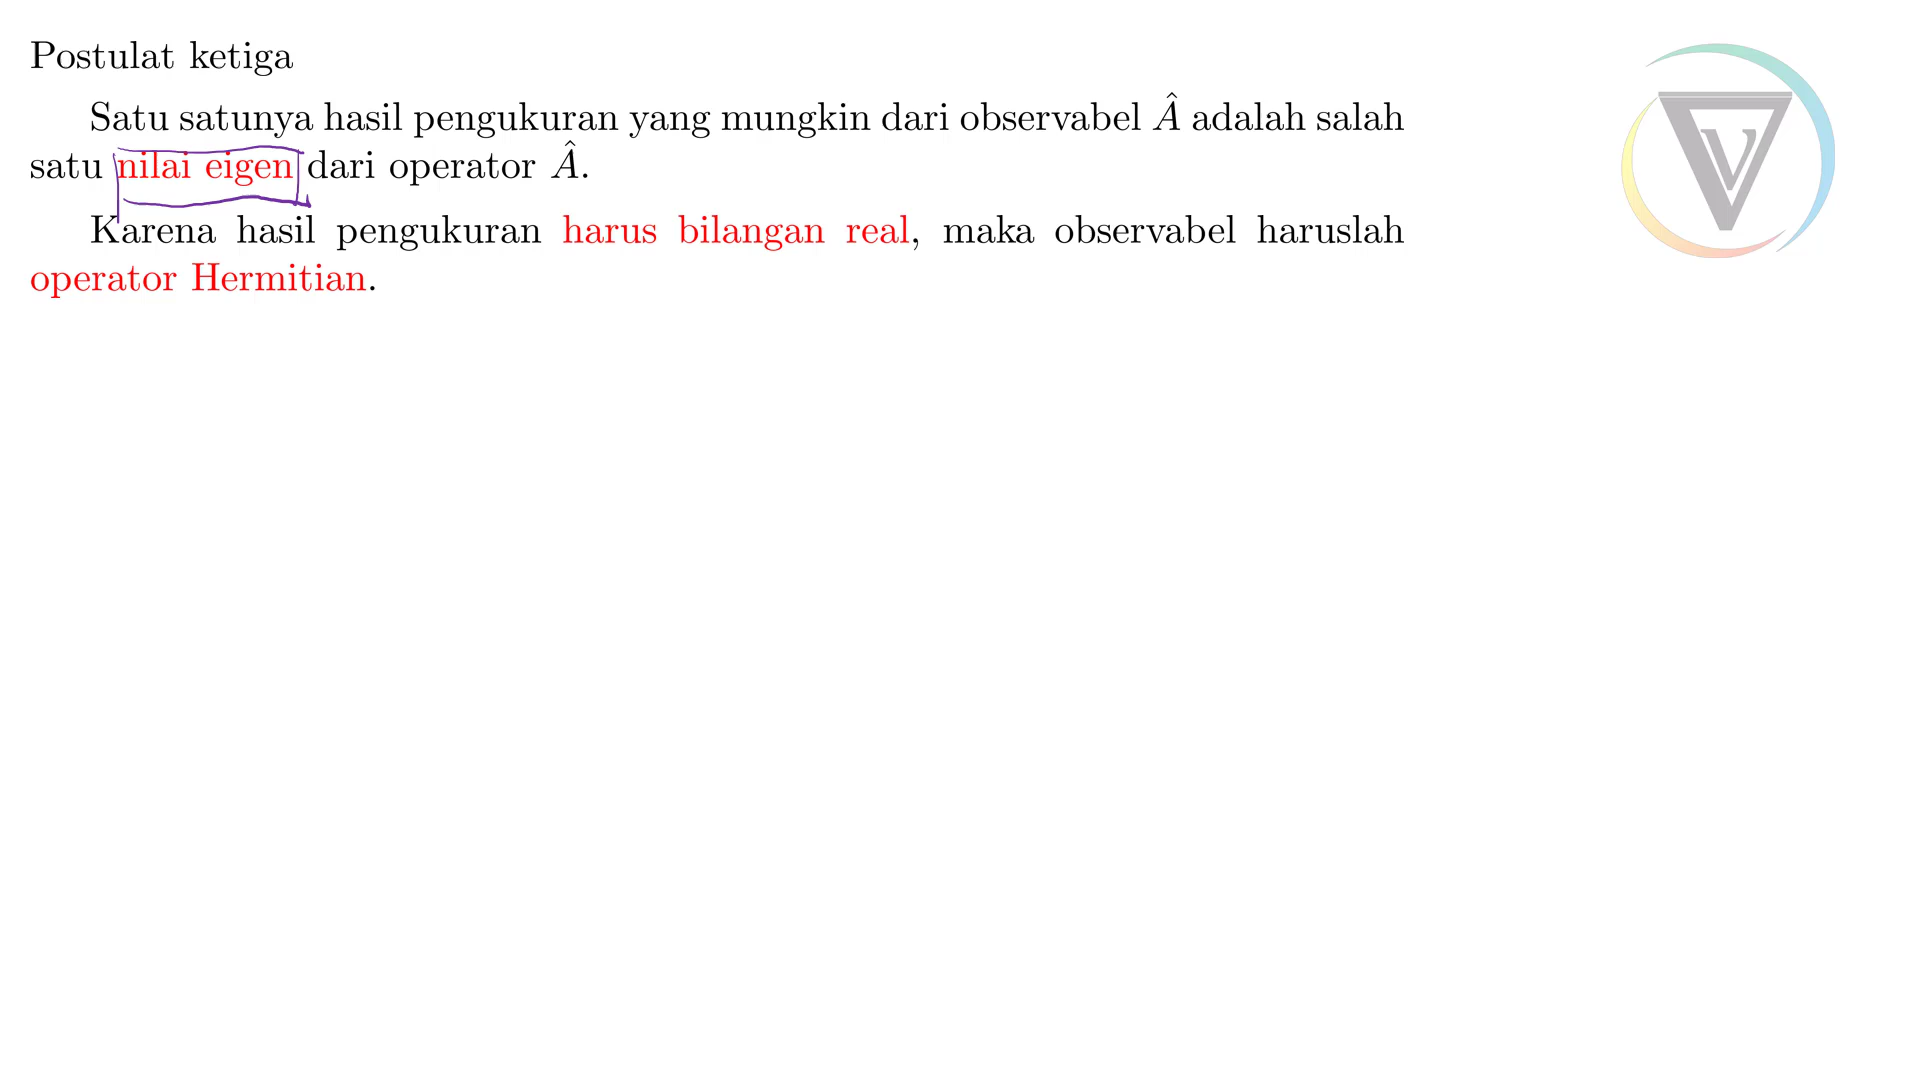 Postulat ketiga
Satu satunya hasil pengukuran yang mungkin dari observabel Â adalah salah
satu nilai eigen dari operator Â.
Karena hasil pengukuran harus bilangan real, maka observabel haruslah
operator Hermitian.